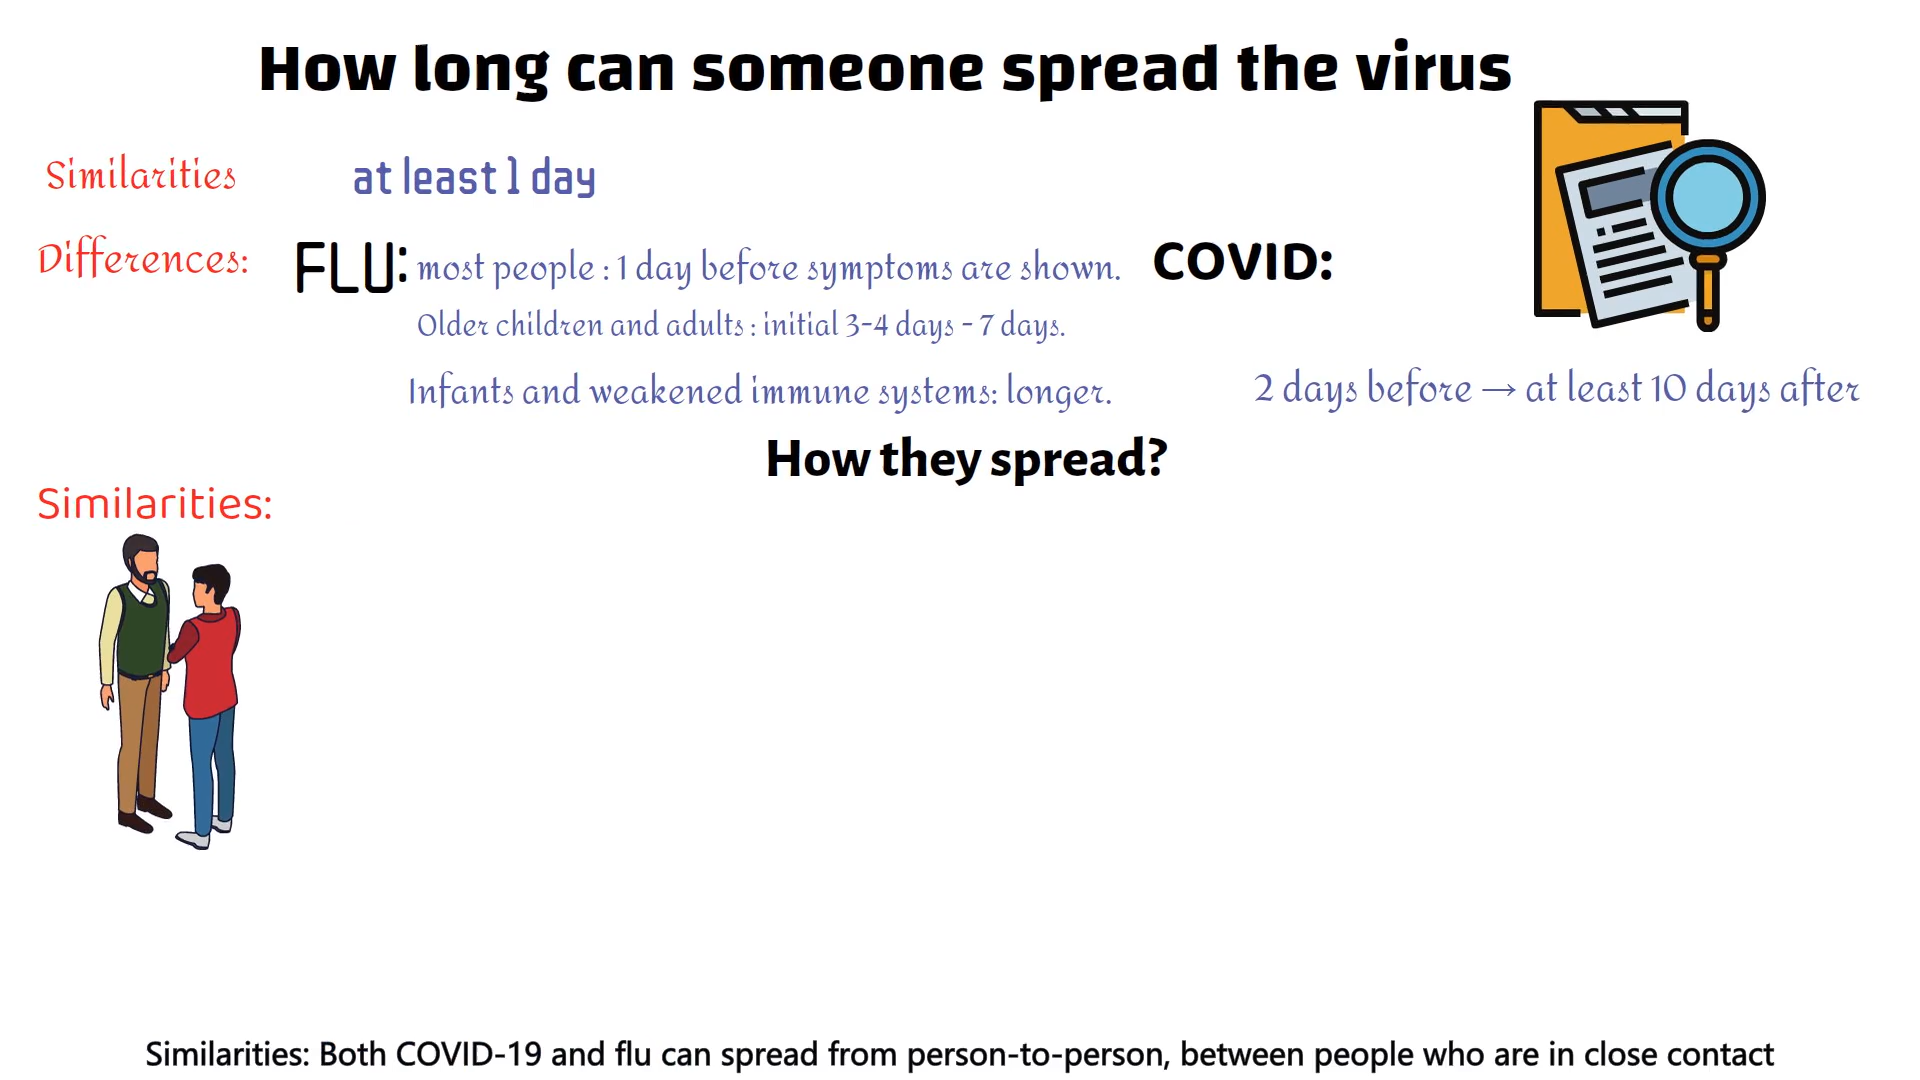 How long can someone spread the virus
Similarities
at least 1 day
Differences:
FLU:
most people : 1 day before symptoms are shown.
Older children and adults : initial 3-4 days - 7 days.
Infants and weakened immune systems: longer.
COVID:
2 days before → at least 10 days after
How they spread?
Similarities:
Similarities: Both COVID-19 and flu can spread from person-to-person, between people who are in close contact